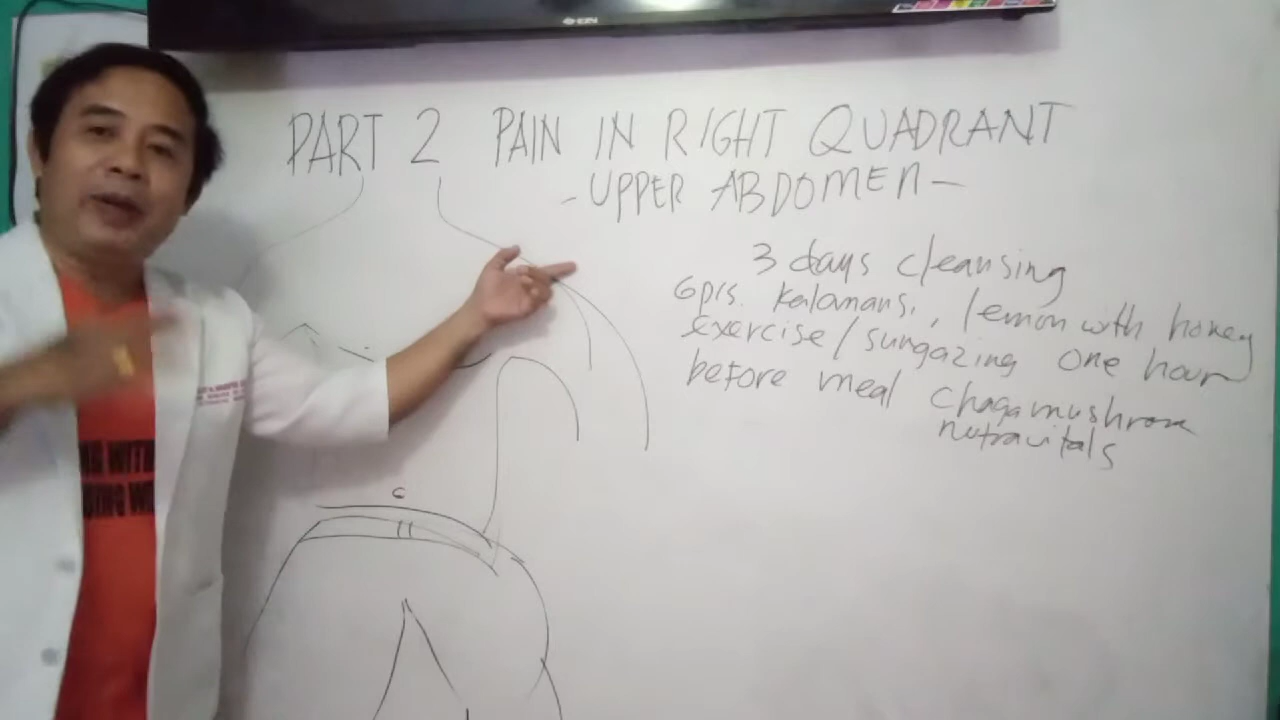 PART 2 PAIN IN RIGHT QUADRANT
- UPPER ABDOMEN -
3 days cleansing
6pcs. kalamansi, lemon with honey
exercise/sungazing one hour
before meal chaga mushroom
nutravitals